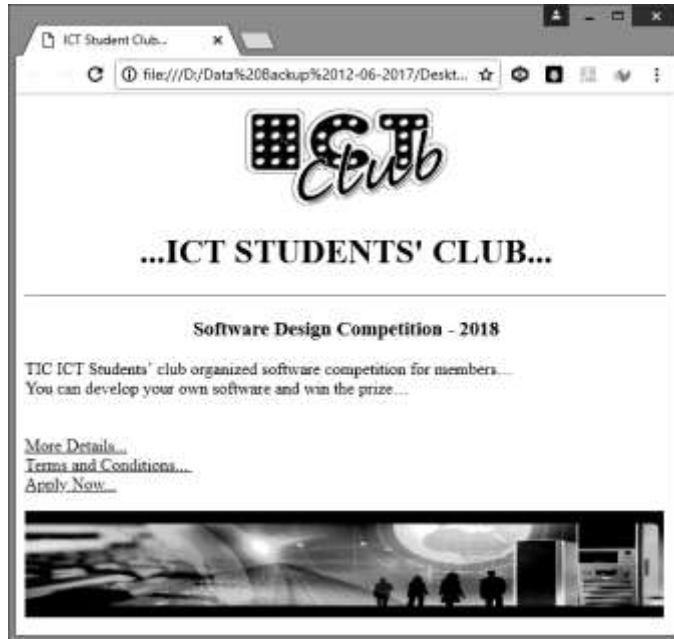 ICT Student Club...
file:///D:/Data%20Backup%2012-06-2017/Deskt...
ICT
Club
...ICT STUDENTS' CLUB...
Software Design Competition - 2018
TIC ICT Students' club organized software competition for members...
You can develop your own software and win the prize...
More Details...
Terms and Conditions....
Apply Now...